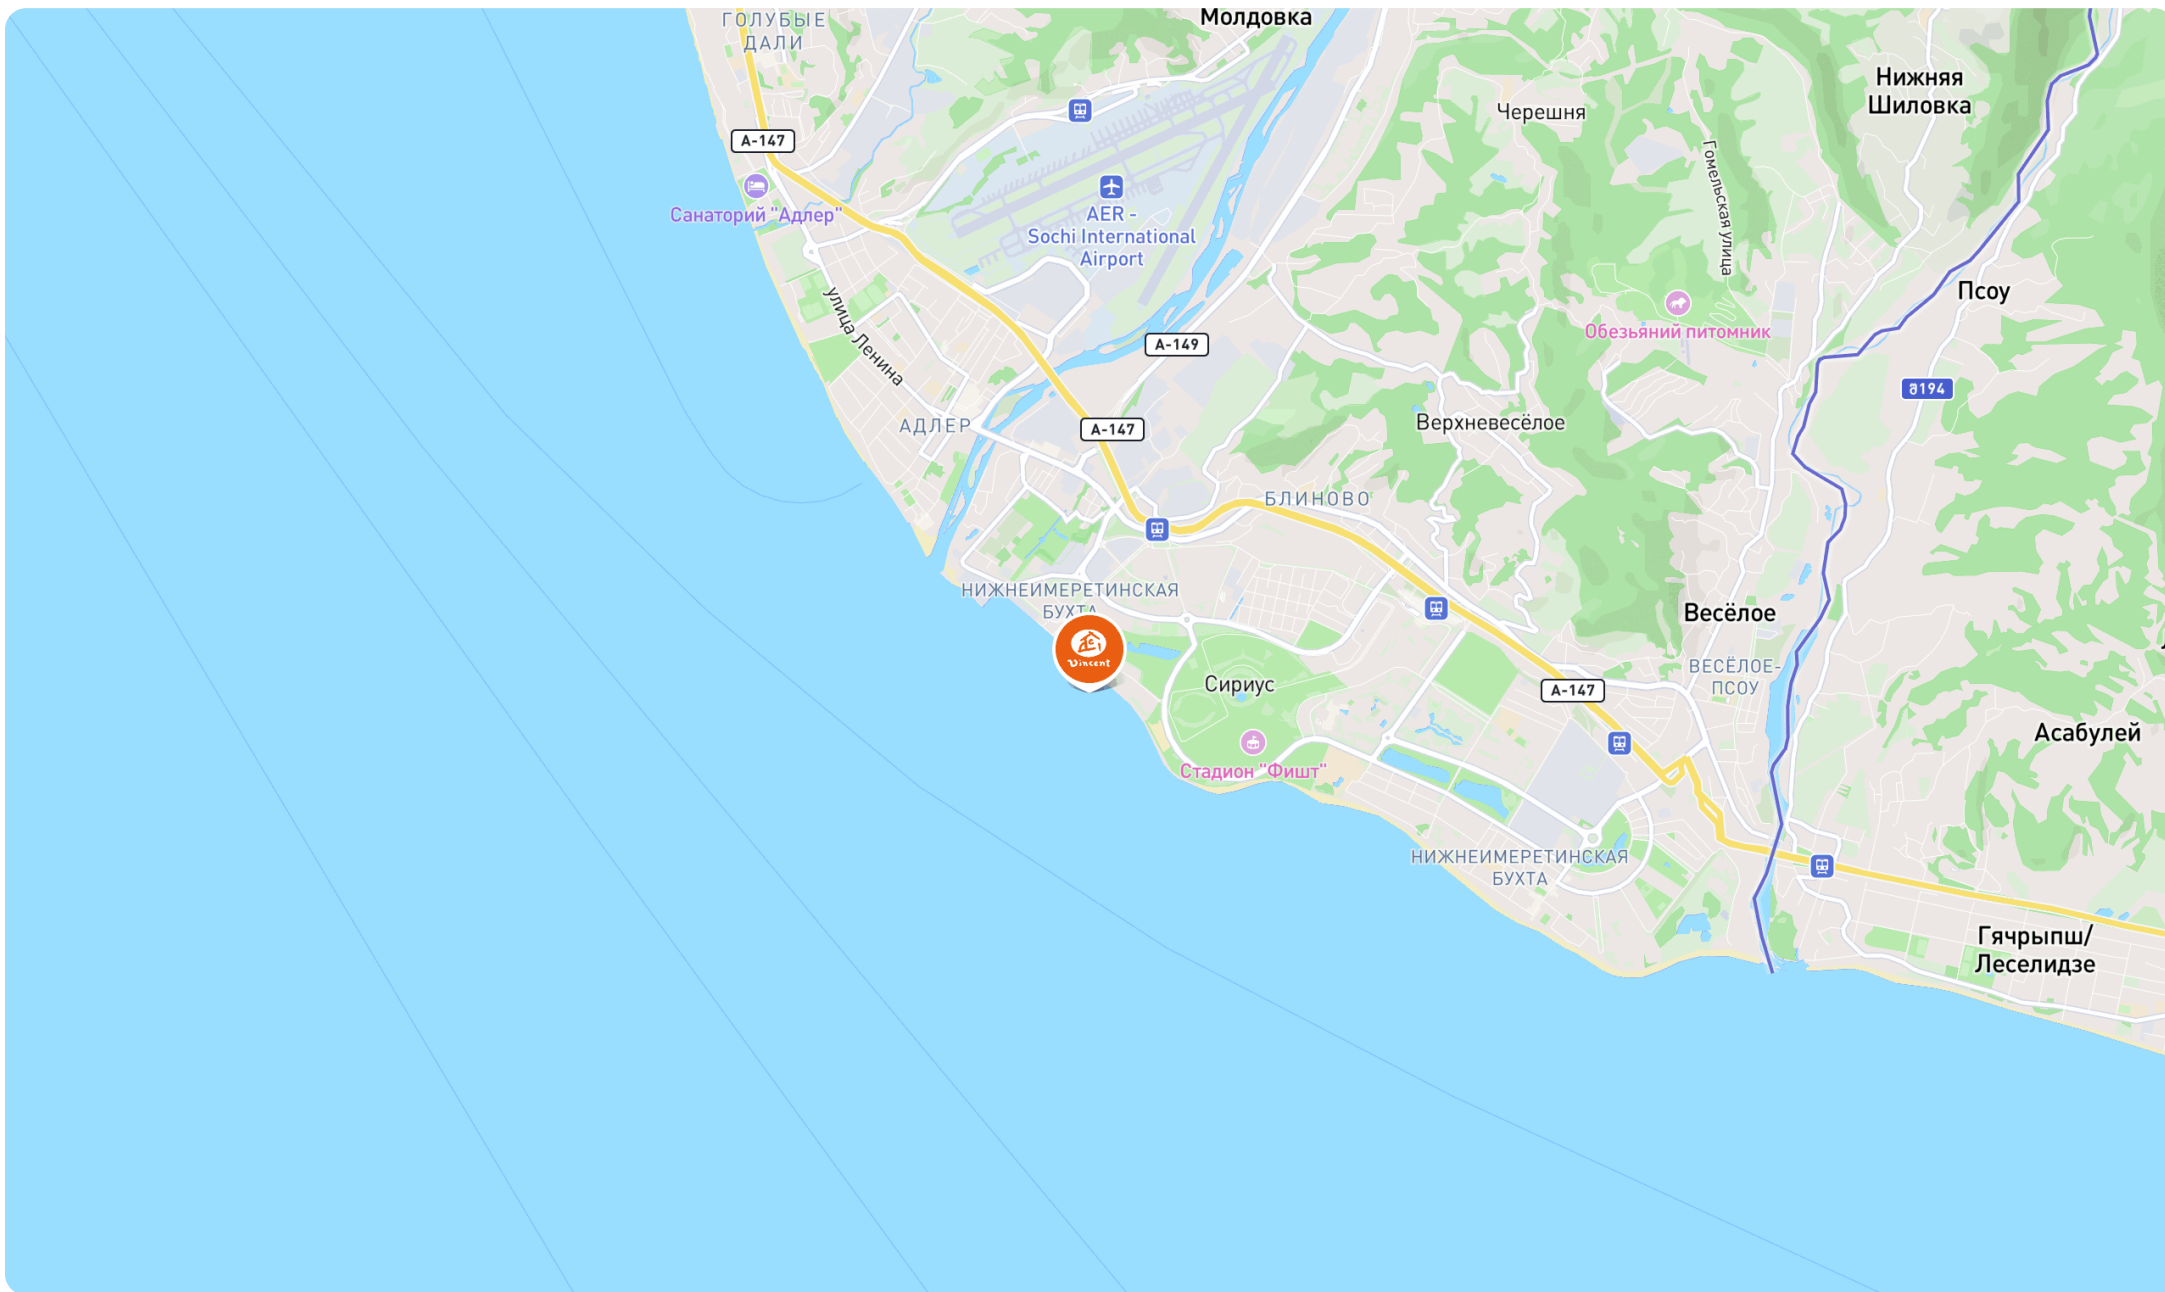 ГОЛУБЫЕ
ДАЛИ
Молдовка
Нижняя
Шиловка
Черешня
А-147
Гомельская улица
Санаторий "Адлер"
AER -
Sochi International
Airport
Псоу
улица Ленина
Обезьяний питомник
А-149
ə194
АДЛЕР
А-147
Верхневесёлое
БЛИНОВО
НИЖНЕИМЕРЕТИНСКАЯ
БУХТА
Vincent
Весёлое
ВЕСЁЛОЕ-
ПСОУ
Сириус
А-147
Асабулей
Стадион "Фишт"
НИЖНЕИМЕРЕТИНСКАЯ
БУХТА
Гячрыпш/
Леселидзе